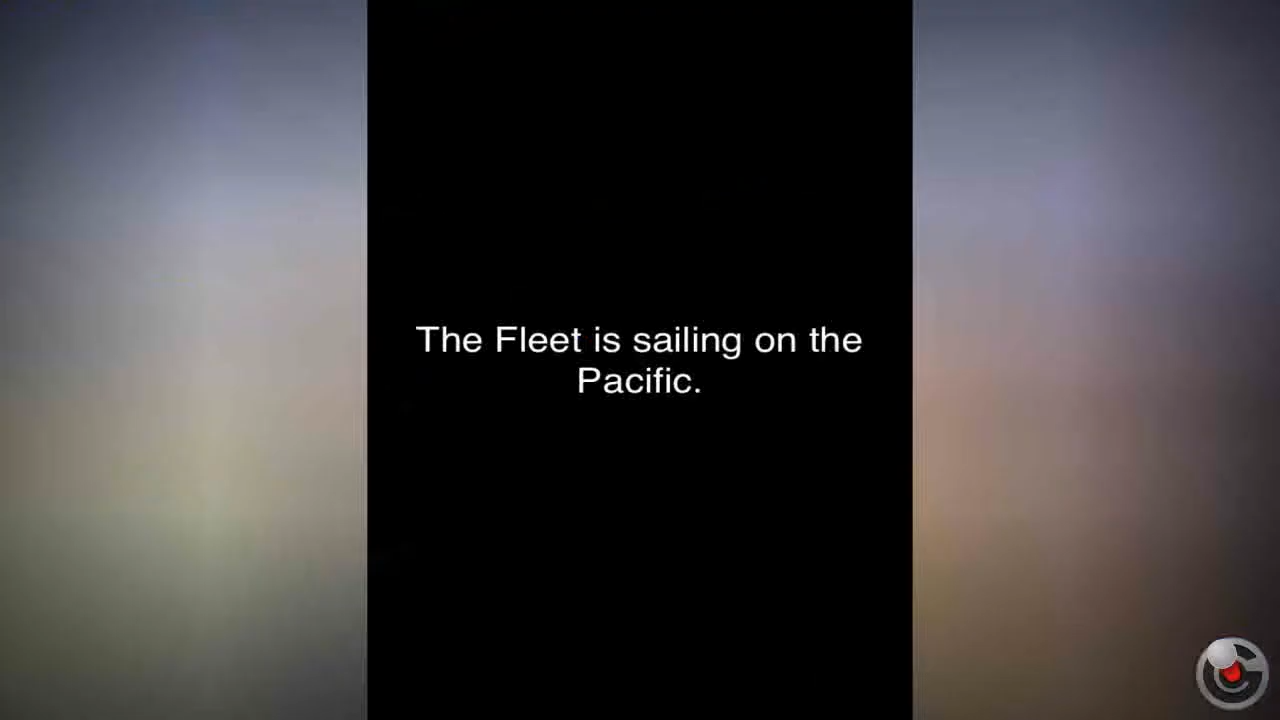 The Fleet is sailing on the
Pacific.